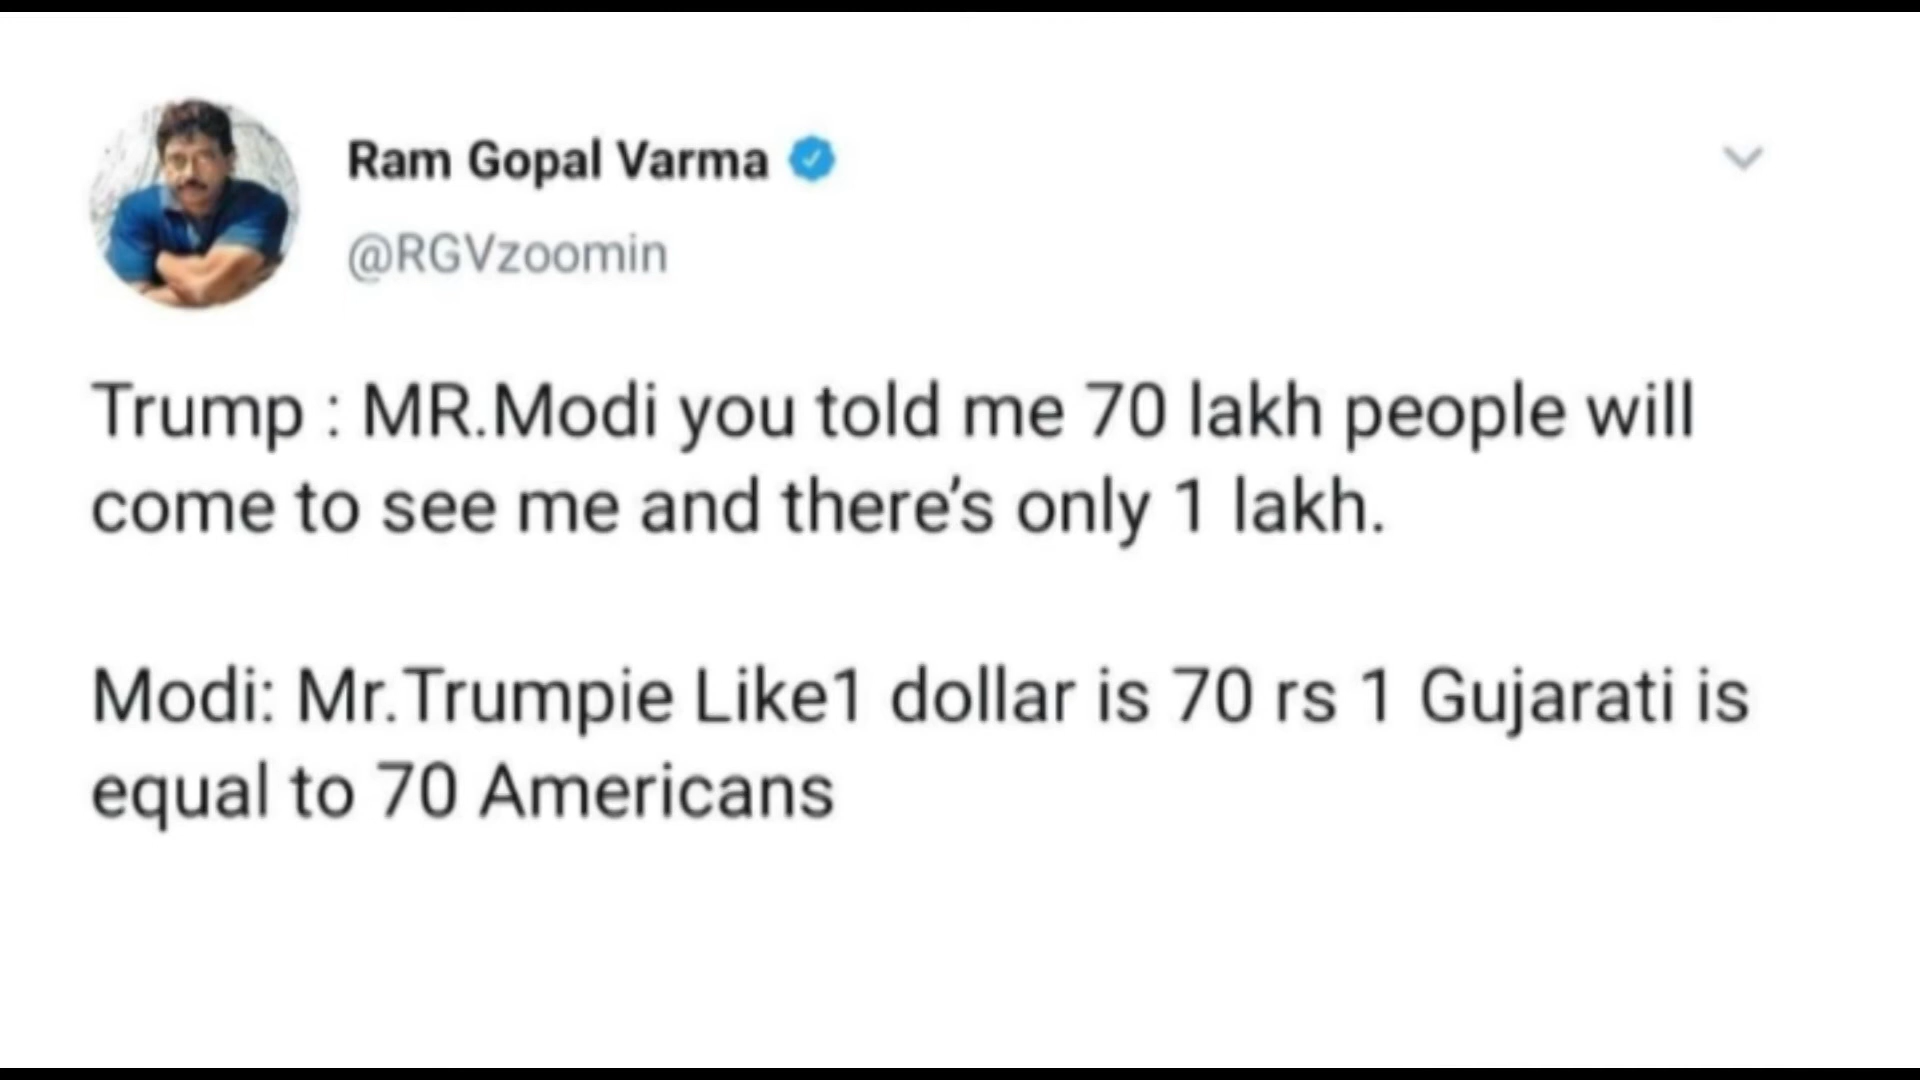 Ram Gopal Varma
@RGVzoomin
Trump : MR.Modi you told me 70 lakh people will
come to see me and there's only 1 lakh.
Modi: Mr.Trumpie Like1 dollar is 70 rs 1 Gujarati is
equal to 70 Americans